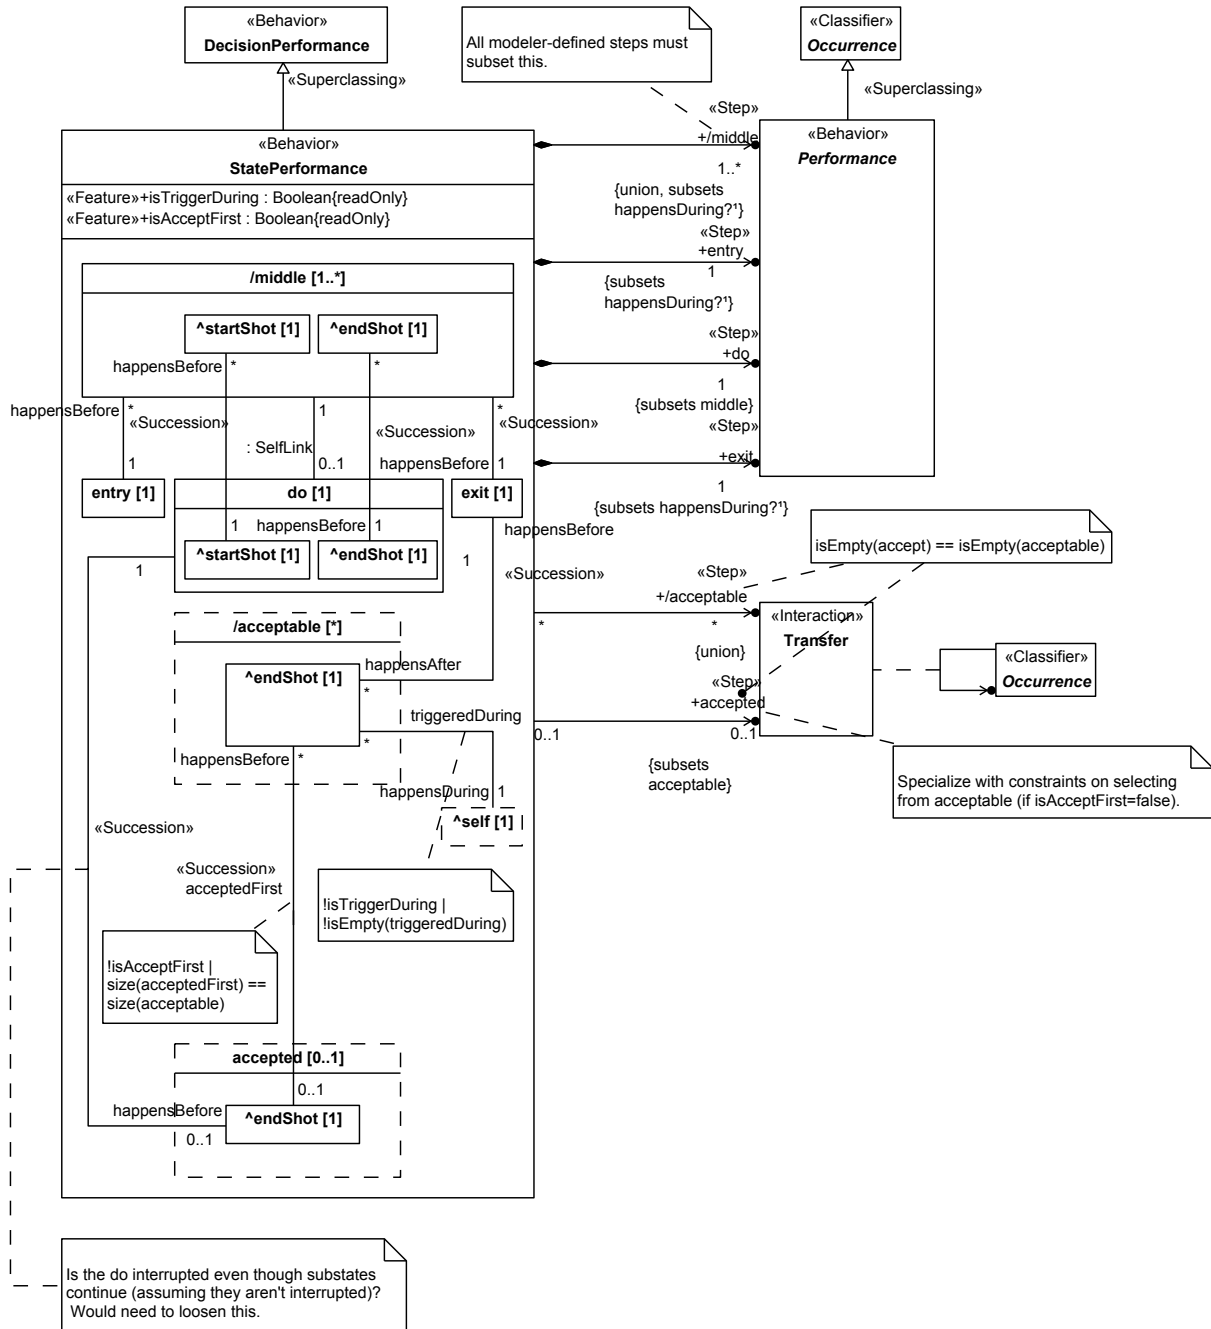 «Behavior»
DecisionPerformance
All modeler-defined steps must
subset this.
«Classifier»
Occurrence
«Superclassing»
«Superclassing»
«Behavior»
StatePerformance
«Feature»+isTriggerDuring : Boolean{readOnly}
«Feature»+isAcceptFirst : Boolean{readOnly}
«Step»
+/middle
1..*
{union, subsets
happensDuring?¹}
«Behavior»
Performance
«Step»
+entry
1
{subsets
happensDuring?¹}
«Step»
+do
1
{subsets middle}
«Step»
+exit
1
{subsets happensDuring?¹}
/middle [1..*]
^startShot [1]
^endShot [1]
happensBefore
*
*
happensBefore
*
«Succession»
1
: SelfLink
0..1
«Succession»
*
«Succession»
happensBefore
1
1
entry [1]
do [1]
exit [1]
1
happensBefore
1
^startShot [1]
^endShot [1]
happensBefore
1
1
«Succession»
isEmpty(accept) == isEmpty(acceptable)
«Step»
+/acceptable
*
*
{union}
«Interaction»
Transfer
«Classifier»
Occurrence
«Step»
+accepted
0..1
0..1
{subsets
acceptable}
Specialize with constraints on selecting
from acceptable (if isAcceptFirst=false).
/acceptable [*]
^endShot [1]
happensAfter
*
triggeredDuring
*
happensBefore
*
happensDuring
1
^self [1]
«Succession»
«Succession»
acceptedFirst
!isTriggerDuring |
!isEmpty(triggeredDuring)
!isAcceptFirst |
size(acceptedFirst) ==
size(acceptable)
accepted [0..1]
0..1
happensBefore
0..1
^endShot [1]
Is the do interrupted even though substates
continue (assuming they aren't interrupted)?
Would need to loosen this.